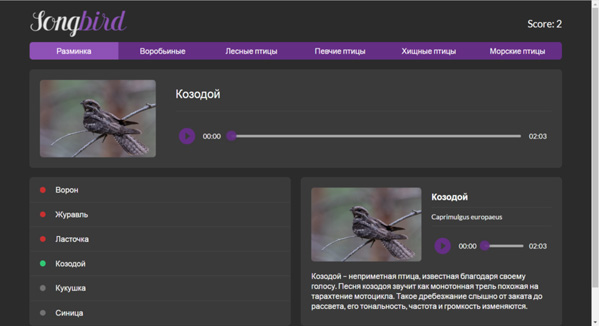 Songbird
Score: 2
Разминка
Воробьиные
Лесные птицы
Певчие птицы
Хищные птицы
Морские птицы
Козодой
00:00
02:03
Ворон
Журавль
Ласточка
Козодой
Кукушка
Синица
Козодой
Caprimulgus europaeus
00:00
02:03
Козодой – неприметная птица, известная благодаря своему
голосу. Песня козодоя звучит как монотонная трель похожая на
тарахтение мотоцикла. Такое дребезжание слышно от заката до
рассвета, его тональность, частота и громкость изменяются.